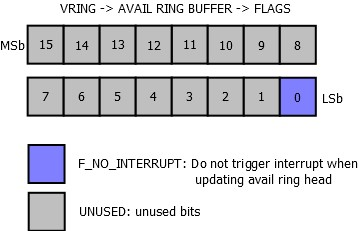 VRING -> AVAIL RING BUFFER -> FLAGS
MSb 15 14 13 12 11 10 9 8
7 6 5 4 3 2 1 0 LSb
F_NO_INTERRUPT: Do not trigger interrupt when
updating avail ring head
UNUSED: unused bits